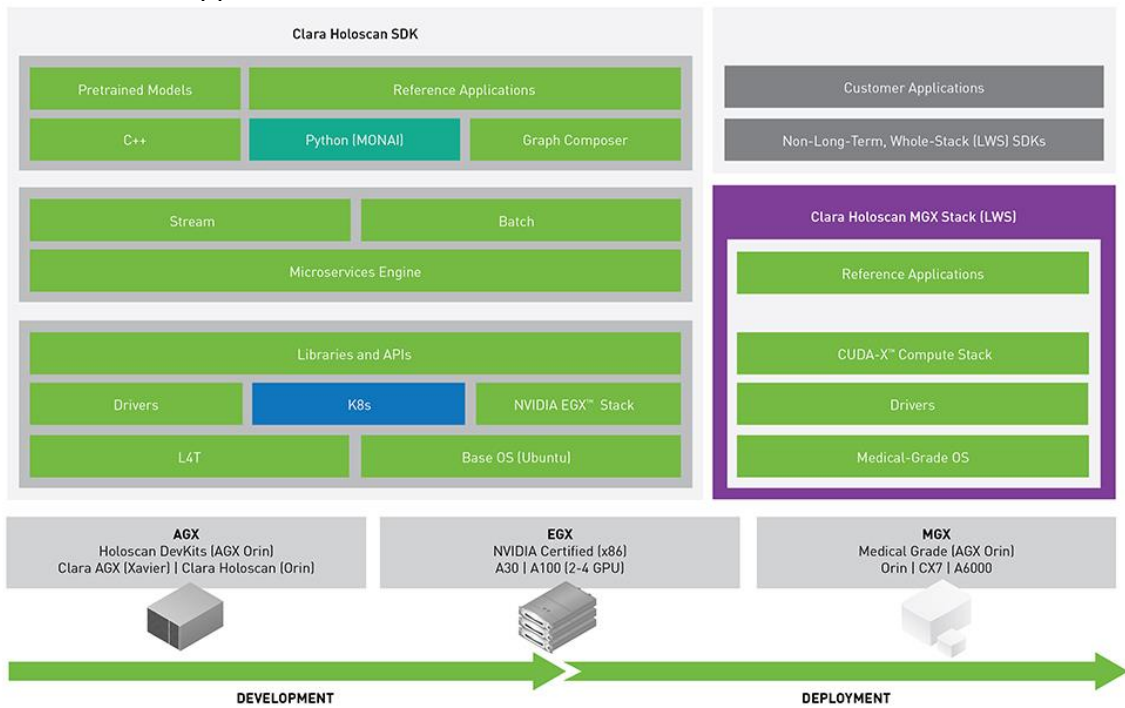 Clara Holoscan SDK
Pretrained Models
Reference Applications
C++
Python (MONAI)
Graph Composer
Stream
Batch
Microservices Engine
Libraries and APIs
Drivers
K8s
NVIDIA EGX™ Stack
L4T
Base OS (Ubuntu)
Customer Applications
Non-Long-Term, Whole-Stack (LWS) SDKs
Clara Holoscan MGX Stack (LWS)
Reference Applications
CUDA-X™ Compute Stack
Drivers
Medical-Grade OS
AGX
Holoscan DevKits (AGX Orin)
Clara AGX (Xavier) | Clara Holoscan (Orin)
EGX
NVIDIA Certified (x86)
A30 | A100 (2-4 GPU)
MGX
Medical Grade (AGX Orin)
Orin | CX7 | A6000
DEVELOPMENT
DEPLOYMENT